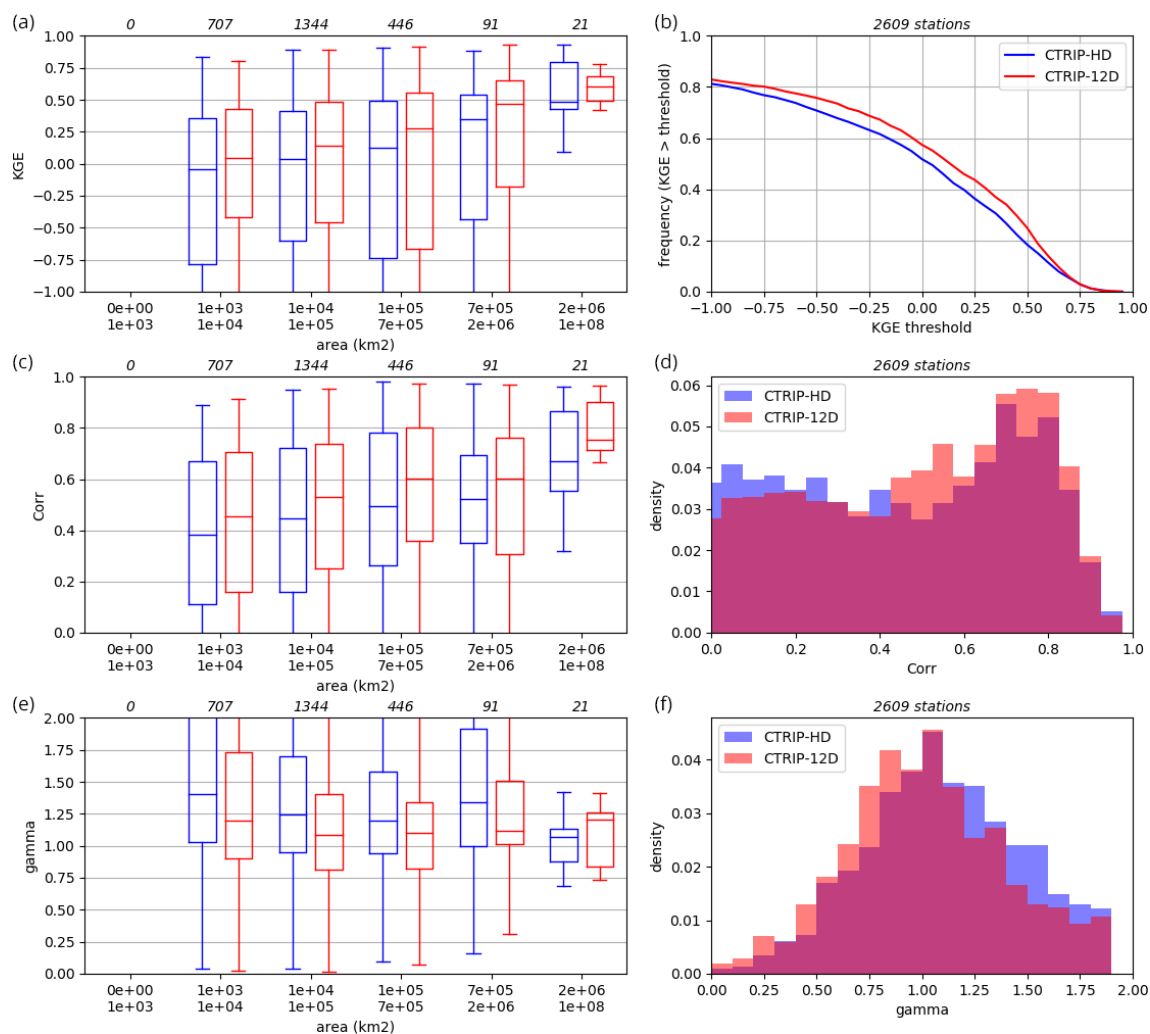 (a)
0 707 1344 446 91 21
1.00
0.75
0.50
0.25
0.00
−0.25
−0.50
−0.75
−1.00
KGE
0e+00 1e+03 1e+04 1e+05 7e+05 2e+06
1e+03 1e+04 1e+05 7e+05 2e+06 1e+08
area (km2)
(b)
2609 stations
1.0
0.8
0.6
0.4
0.2
0.0
frequency (KGE > threshold)
CTRIP-HD
CTRIP-12D
−1.00 −0.75 −0.50 −0.25 0.00 0.25 0.50 0.75 1.00
KGE threshold
(c)
0 707 1344 446 91 21
1.0
0.8
0.6
0.4
0.2
0.0
Corr
0e+00 1e+03 1e+04 1e+05 7e+05 2e+06
1e+03 1e+04 1e+05 7e+05 2e+06 1e+08
area (km2)
(d)
2609 stations
0.06
0.05
0.04
0.03
0.02
0.01
0.00
density
CTRIP-HD
CTRIP-12D
0.0 0.2 0.4 0.6 0.8 1.0
Corr
(e)
0 707 1344 446 91 21
2.00
1.75
1.50
1.25
1.00
0.75
0.50
0.25
0.00
gamma
0e+00 1e+03 1e+04 1e+05 7e+05 2e+06
1e+03 1e+04 1e+05 7e+05 2e+06 1e+08
area (km2)
(f)
2609 stations
0.04
0.03
0.02
0.01
0.00
density
CTRIP-HD
CTRIP-12D
0.00 0.25 0.50 0.75 1.00 1.25 1.50 1.75 2.00
gamma